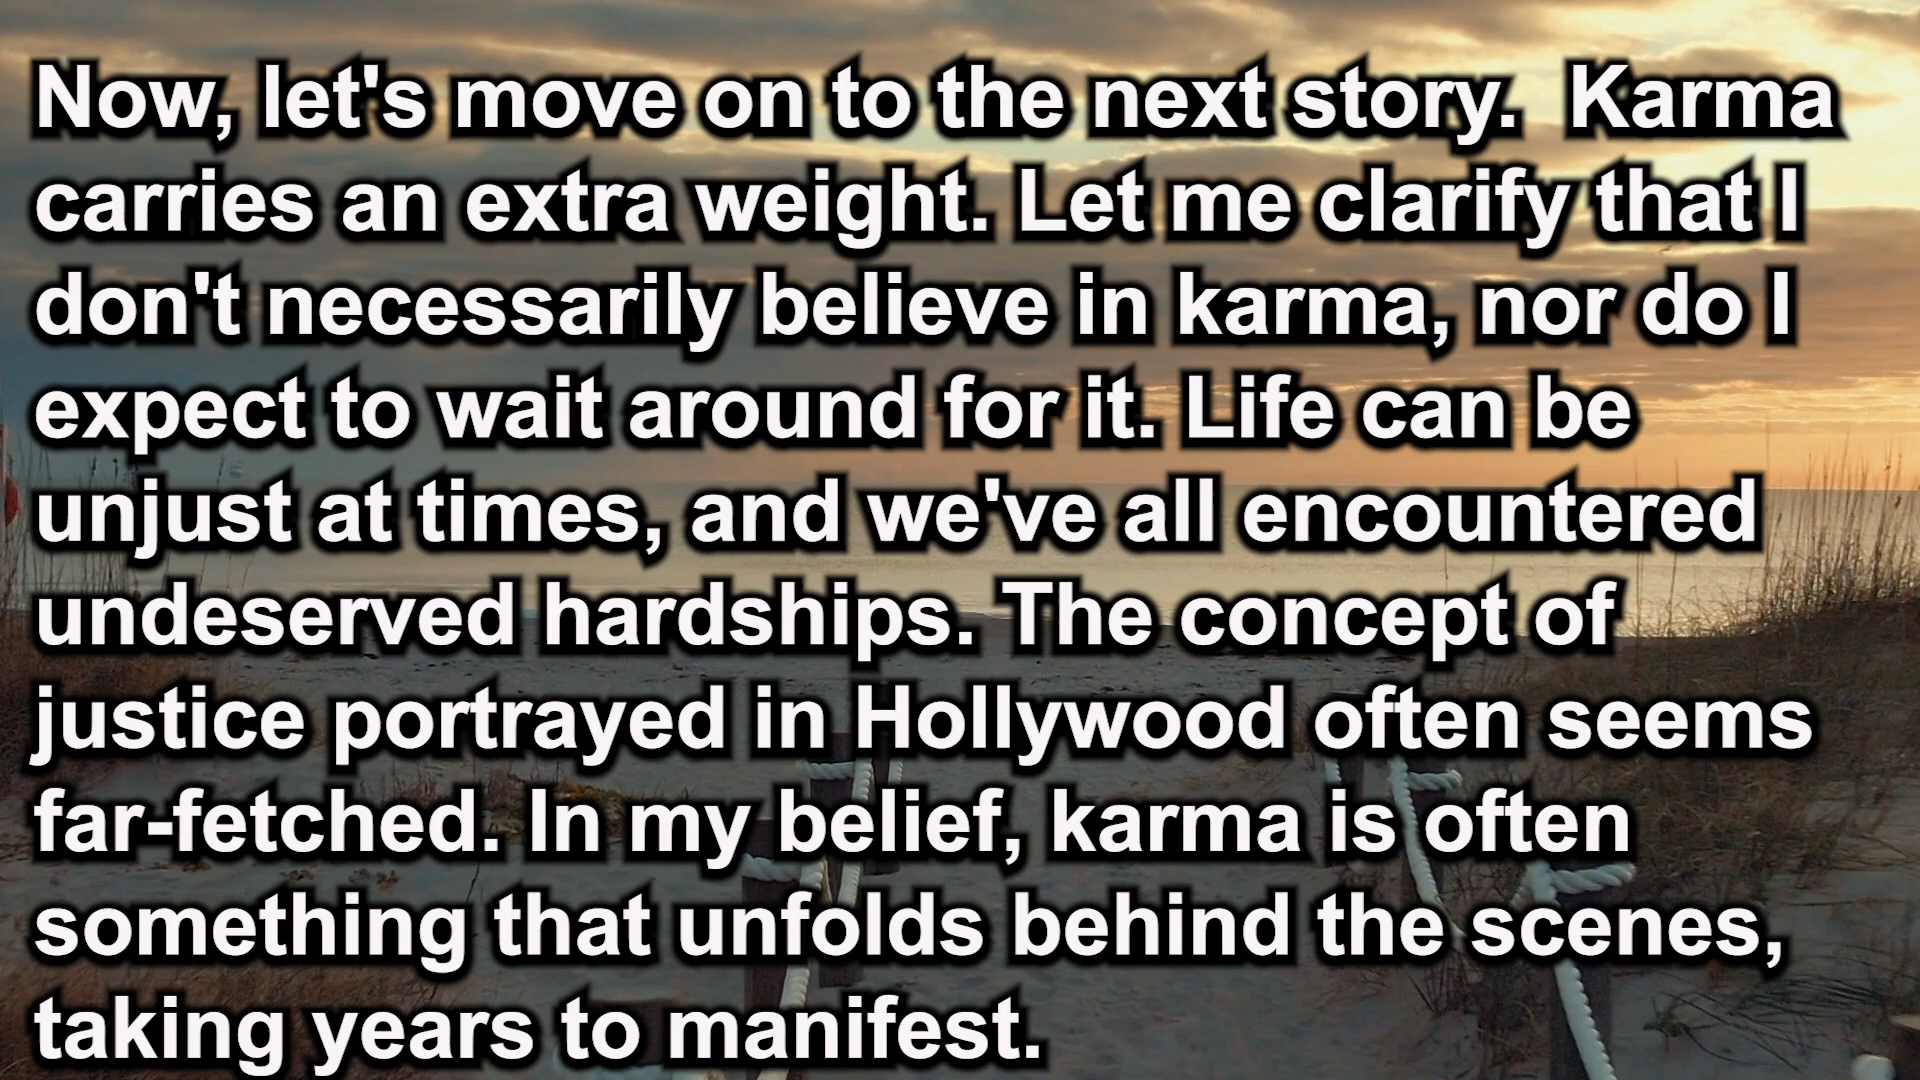 Now, let's move on to the next story.  Karma
carries an extra weight. Let me clarify that I
don't necessarily believe in karma, nor do I
expect to wait around for it. Life can be
unjust at times, and we've all encountered
undeserved hardships. The concept of
justice portrayed in Hollywood often seems
far-fetched. In my belief, karma is often
something that unfolds behind the scenes,
taking years to manifest.